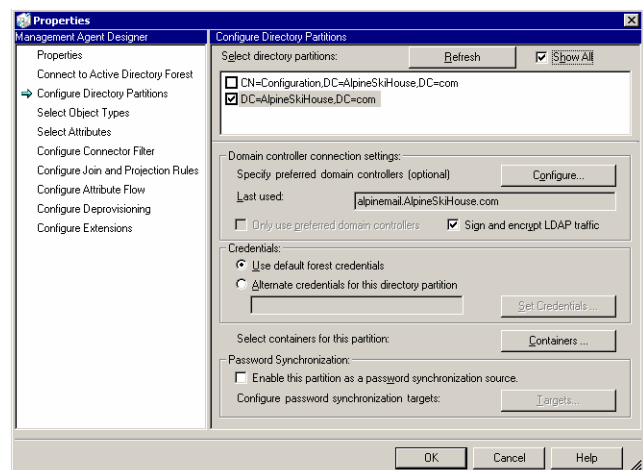 Properties
Management Agent Designer
Configure Directory Partitions
Properties
Connect to Active Directory Forest
Configure Directory Partitions
Select Object Types
Select Attributes
Configure Connector Filter
Configure Join and Projection Rules
Configure Attribute Flow
Configure Deprovisioning
Configure Extensions
Select directory partitions:
Refresh
Show All
CN=Configuration,DC=AlpineSkiHouse,DC=com
DC=AlpineSkiHouse,DC=com
Domain controller connection settings:
Specify preferred domain controllers (optional)
Configure...
Last used:
alpinemail.AlpineSkiHouse.com
Only use preferred domain controllers
Sign and encrypt LDAP traffic
Credentials:
Use default forest credentials
Alternate credentials for this directory partition
Set Credentials ...
Select containers for this partition:
Containers ...
Password Synchronization:
Enable this partition as a password synchronization source.
Configure password synchronization targets:
Targets...
OK
Cancel
Help